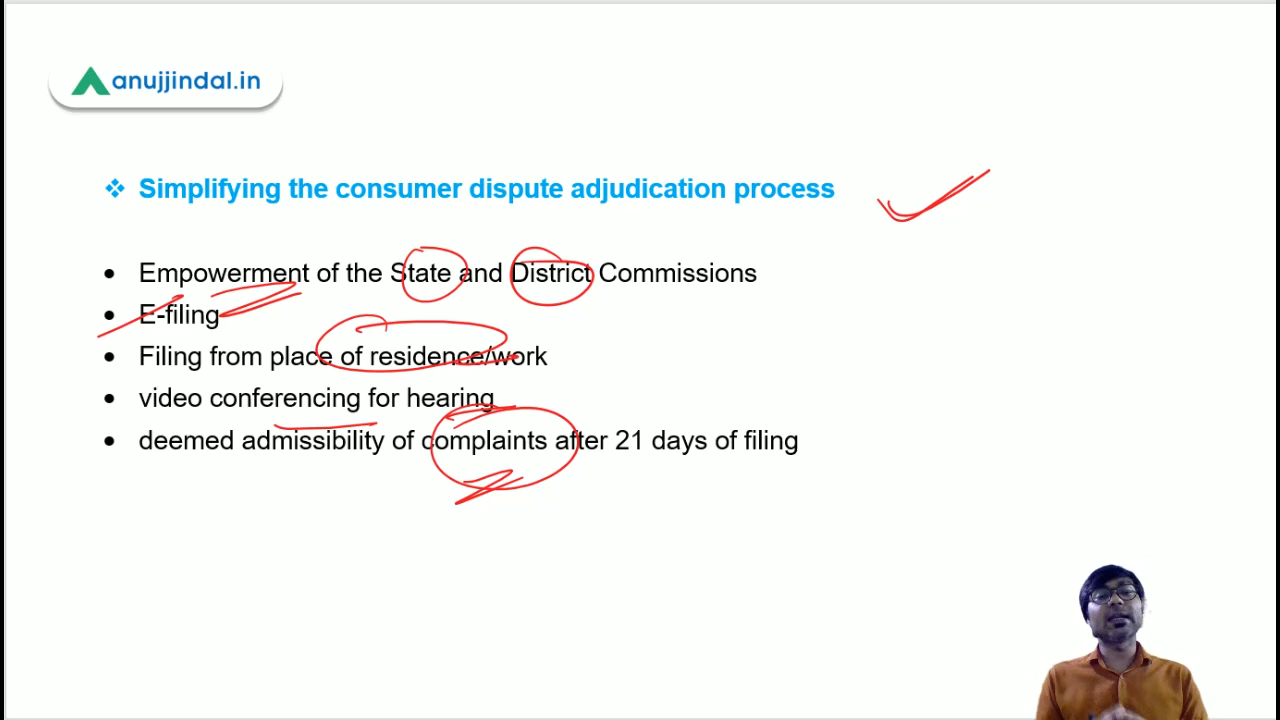 anujjindal.in
Simplifying the consumer dispute adjudication process
Empowerment of the State and District Commissions
E-filing
Filing from place of residence/work
video conferencing for hearing
deemed admissibility of complaints after 21 days of filing